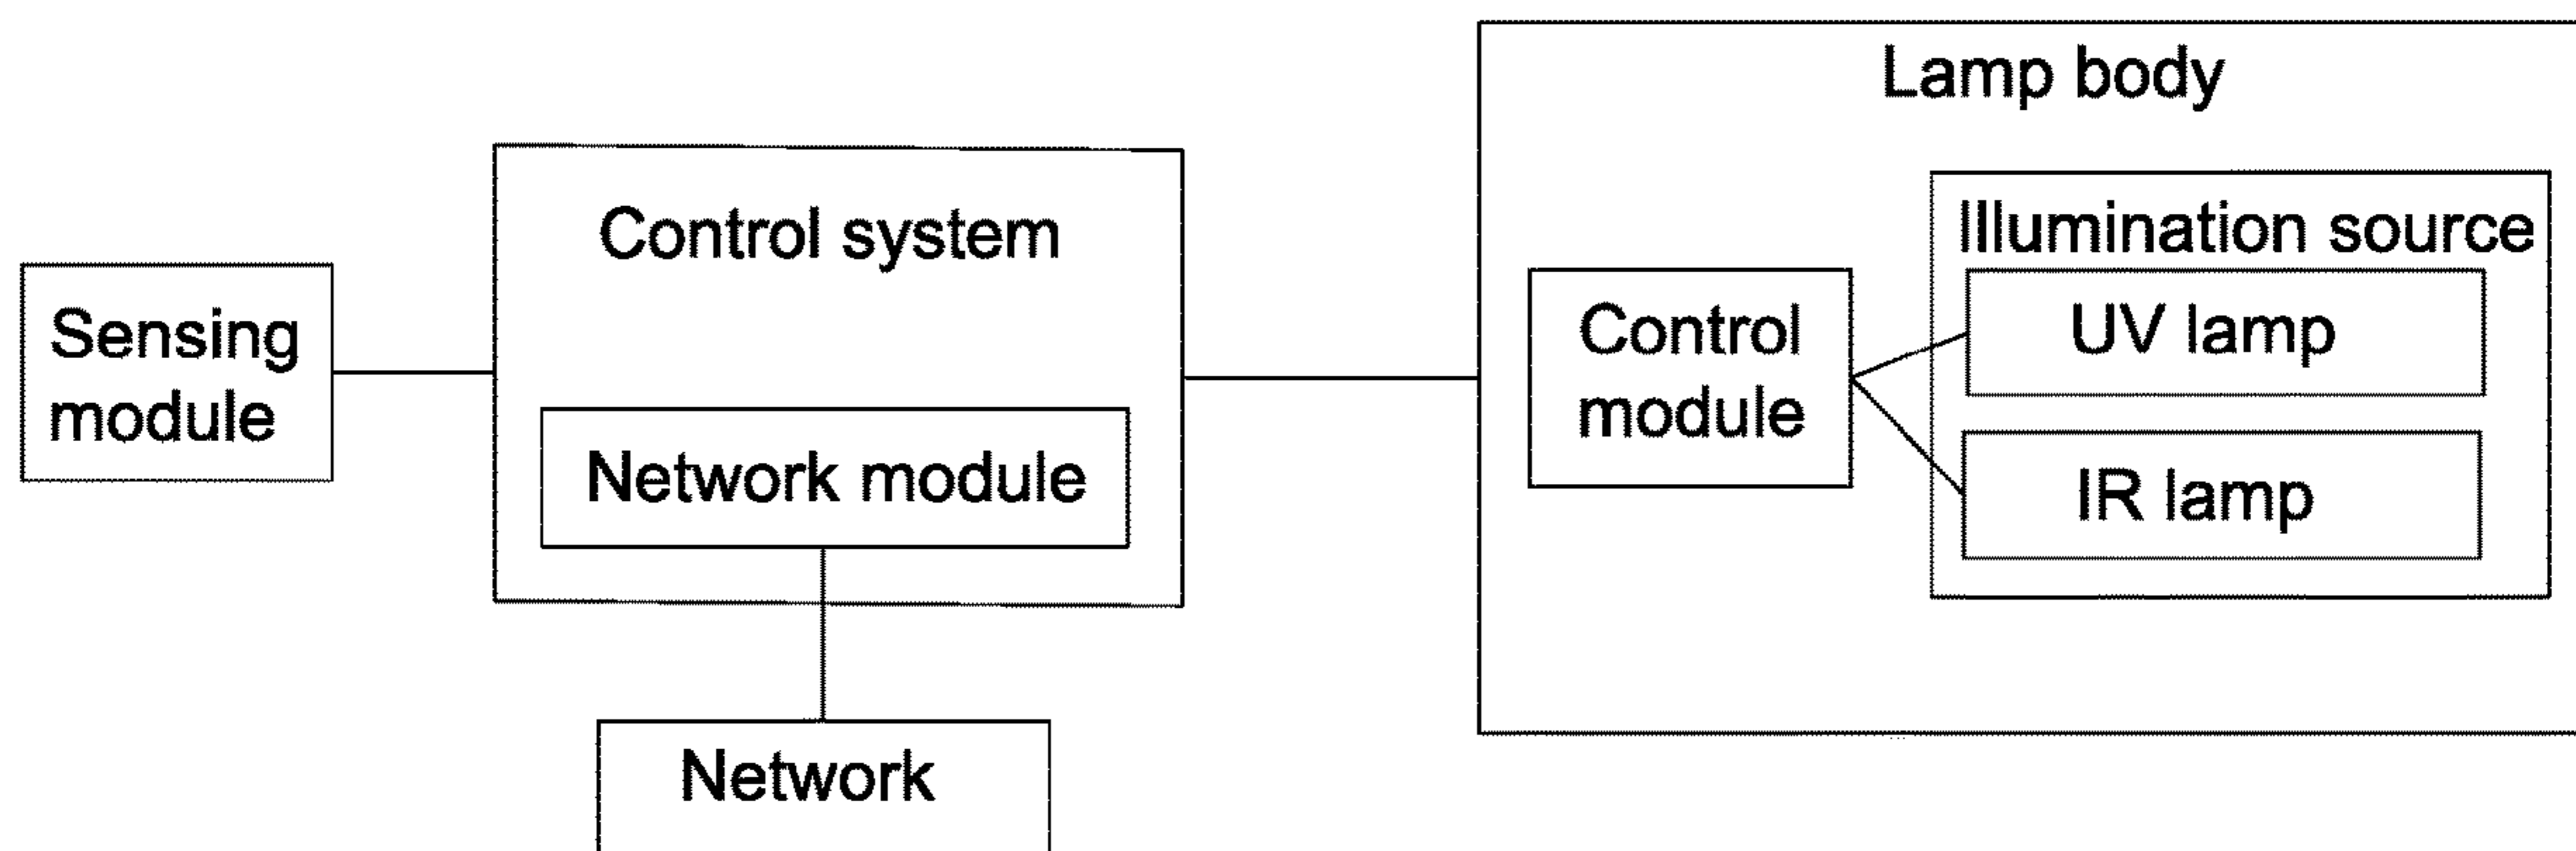 Lamp body
Control system
Illumination source
Sensing
module
Control
module
UV lamp
Network module
IR lamp
Network